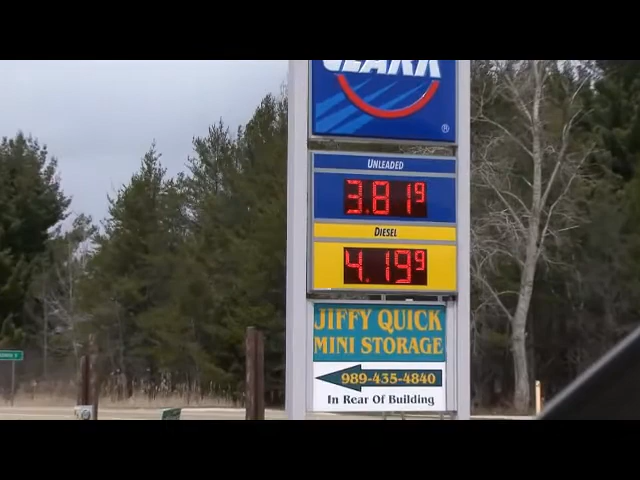 CLARK
®
UNLEADED
3.81 9
DIESEL
4.19 9
JIFFY QUICK
MINI STORAGE
989-435-4840
In Rear Of Building